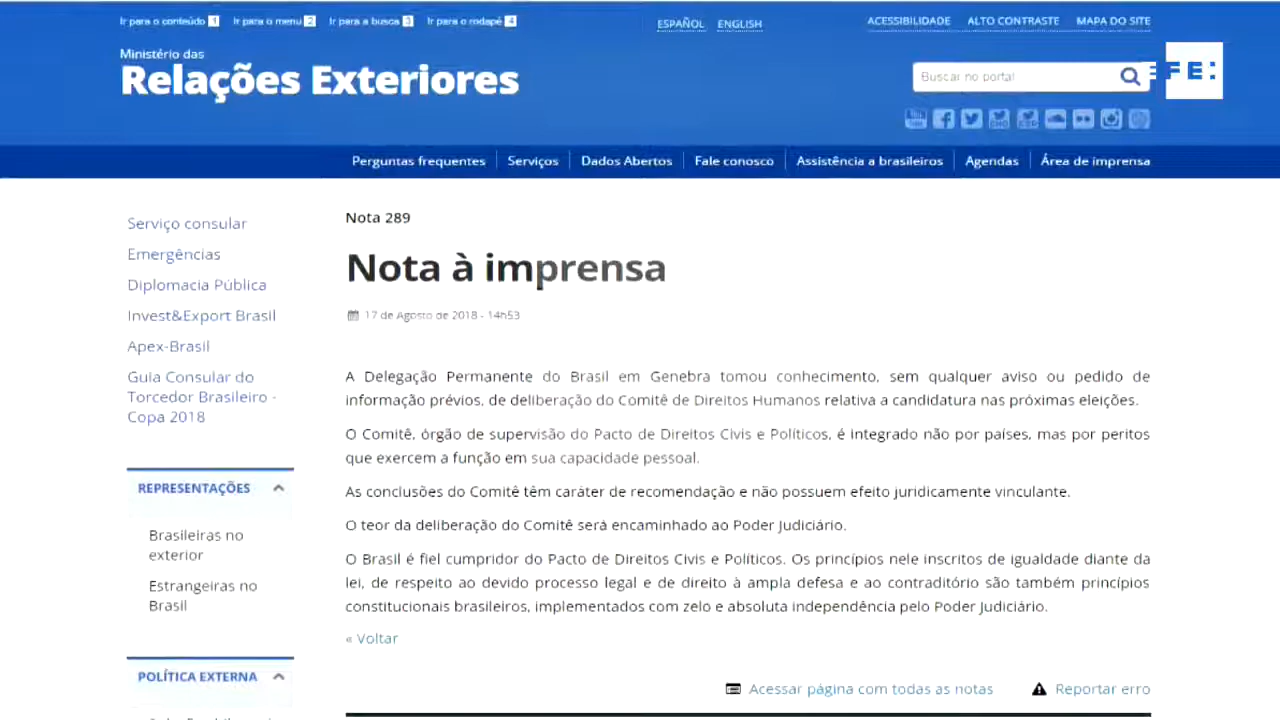 Ir para o conteúdo 1 Ir para o menu 2 Ir para a busca 3 Ir para o rodapé 4
ESPAÑOL ENGLISH
ACESSIBILIDADE ALTO CONTRASTE MAPA DO SITE
Ministério das
Relações Exteriores
Buscar no portal
EFE:
Perguntas frequentes Serviços Dados Abertos Fale conosco Assistência a brasileiros Agendas Área de imprensa
Serviço consular
Emergências
Diplomacia Pública
Invest&Export Brasil
Apex-Brasil
Guia Consular do
Torcedor Brasileiro -
Copa 2018
REPRESENTAÇÕES
Brasileiras no
exterior
Estrangeiras no
Brasil
POLÍTICA EXTERNA
Nota 289
Nota à imprensa
17 de Agosto de 2018 - 14h53
A Delegação Permanente do Brasil em Genebra tomou conhecimento, sem qualquer aviso ou pedido de
informação prévios, de deliberação do Comitê de Direitos Humanos relativa a candidatura nas próximas eleições.
O Comitê, órgão de supervisão do Pacto de Direitos Civis e Políticos, é integrado não por países, mas por peritos
que exercem a função em sua capacidade pessoal.
As conclusões do Comitê têm caráter de recomendação e não possuem efeito juridicamente vinculante.
O teor da deliberação do Comitê será encaminhado ao Poder Judiciário.
O Brasil é fiel cumpridor do Pacto de Direitos Civis e Políticos. Os princípios nele inscritos de igualdade diante da
lei, de respeito ao devido processo legal e de direito à ampla defesa e ao contraditório são também princípios
constitucionais brasileiros, implementados com zelo e absoluta independência pelo Poder Judiciário.
« Voltar
Acessar página com todas as notas Reportar erro